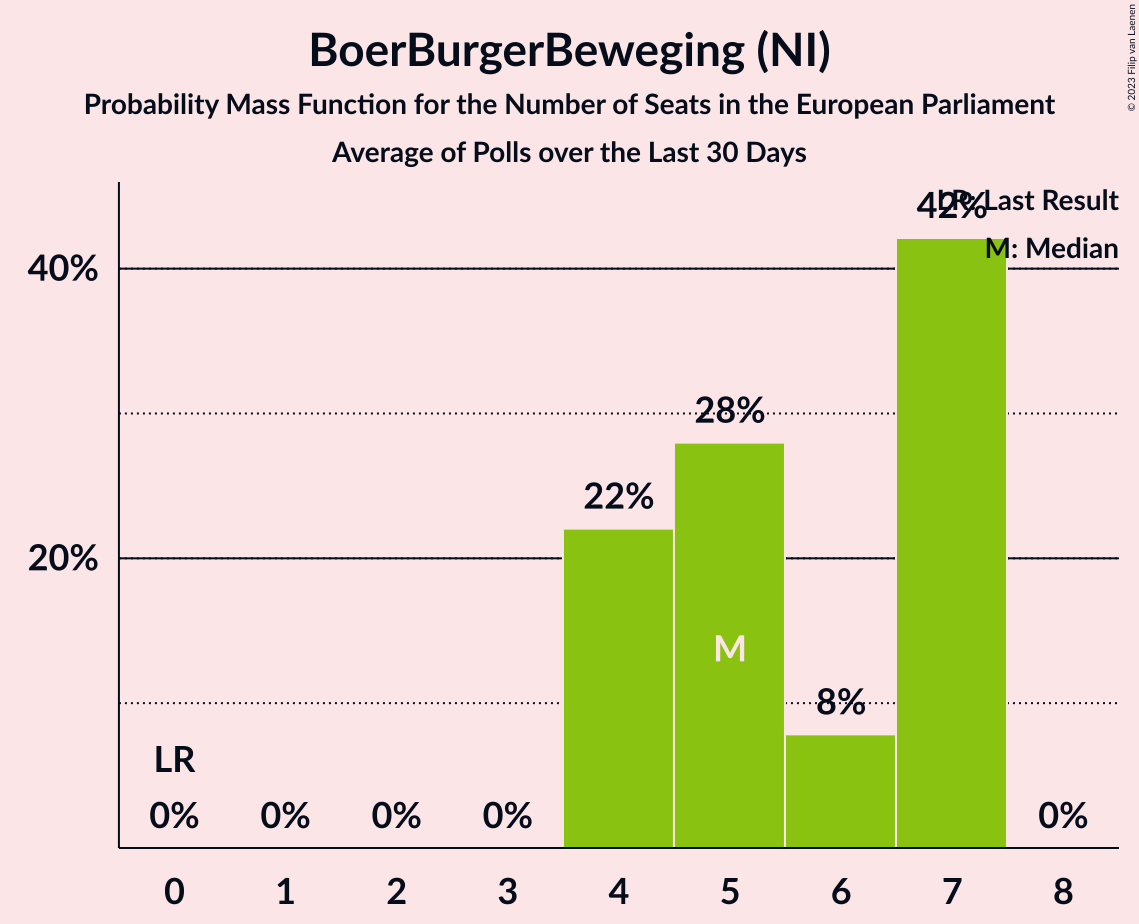 BoerBurgerBeweging (NI)
Probability Mass Function for the Number of Seats in the European Parliament
Average of Polls over the Last 30 Days
© 2023 Filip van Laenen
LR: Last Result
M: Median
42%
40%
28%
22%
20%
M
8%
LR
0% 0% 0% 0% 0%
0 1 2 3 4 5 6 7 8